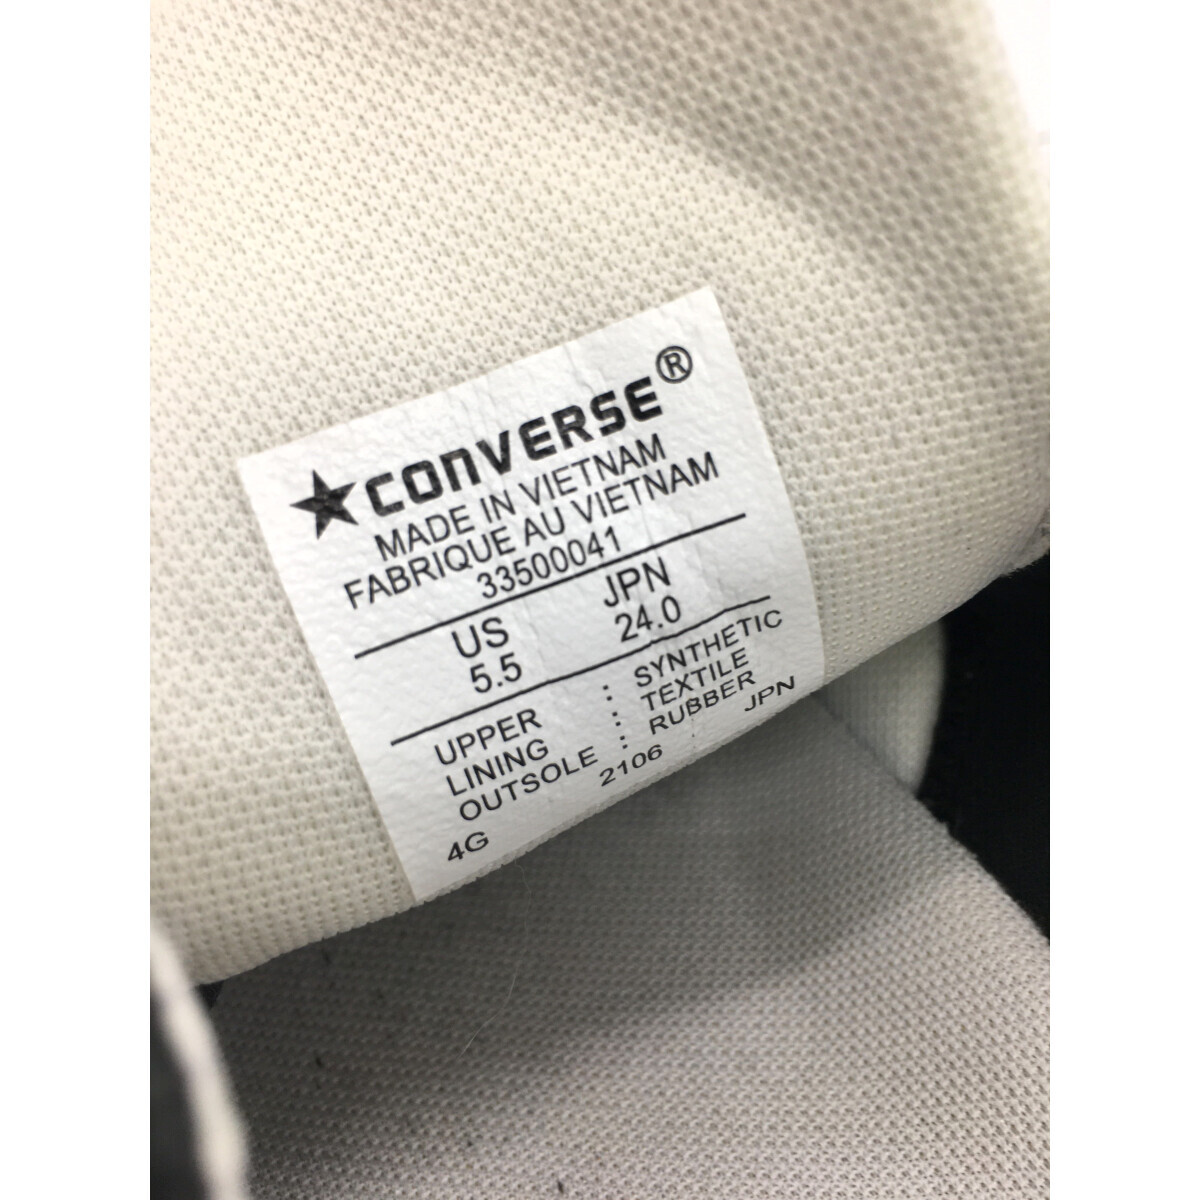 ★CONVERSE®
MADE IN VIETNAM
FABRIQUE AU VIETNAM
33500041
US JPN
5.5 24.0
UPPER : SYNTHETIC
LINING : TEXTILE
OUTSOLE : RUBBER
4G 2106 JPN